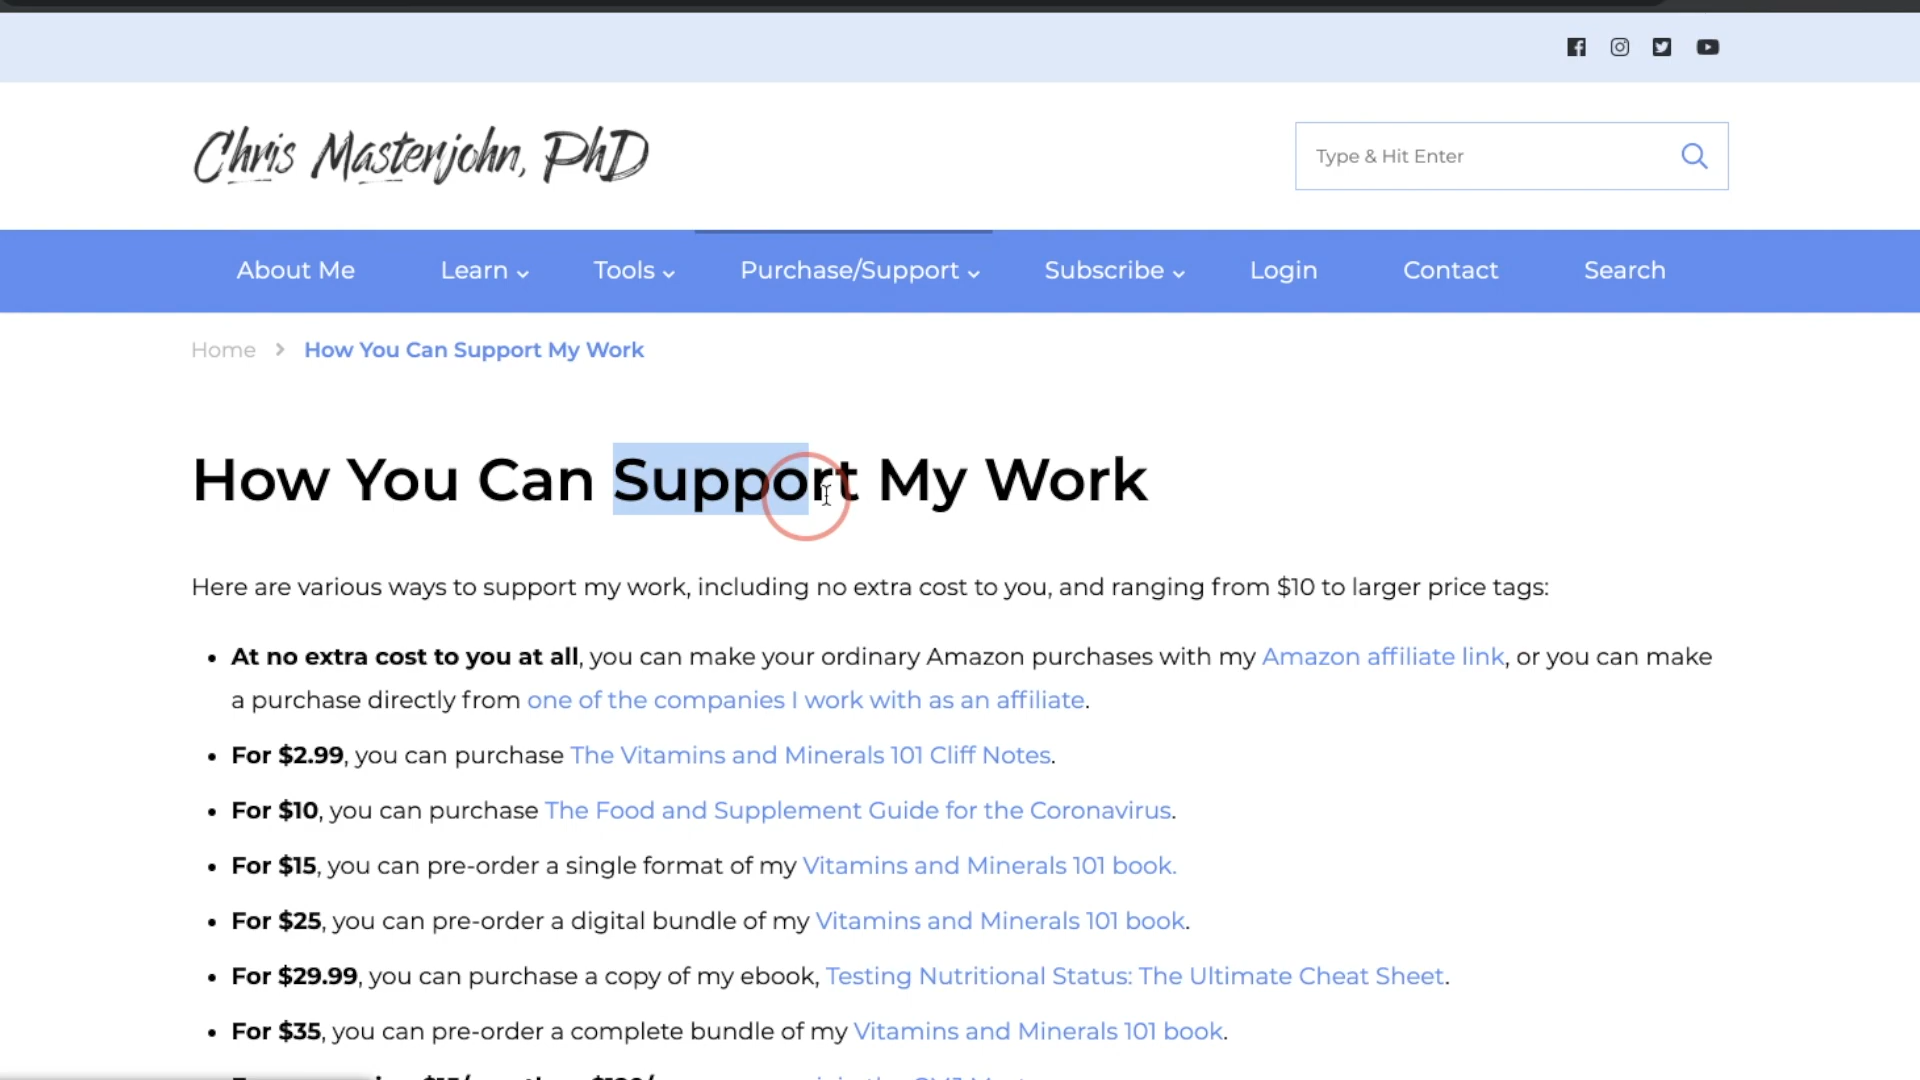 Chris Masterjohn, PhD
Type & Hit Enter
About Me Learn Tools Purchase/Support Subscribe Login Contact Search
Home How You Can Support My Work
How You Can Support My Work
Here are various ways to support my work, including no extra cost to you, and ranging from $10 to larger price tags:
• At no extra cost to you at all, you can make your ordinary Amazon purchases with my Amazon affiliate link, or you can make
a purchase directly from one of the companies I work with as an affiliate.
• For $2.99, you can purchase The Vitamins and Minerals 101 Cliff Notes.
• For $10, you can purchase The Food and Supplement Guide for the Coronavirus.
• For $15, you can pre-order a single format of my Vitamins and Minerals 101 book.
• For $25, you can pre-order a digital bundle of my Vitamins and Minerals 101 book.
• For $29.99, you can purchase a copy of my ebook, Testing Nutritional Status: The Ultimate Cheat Sheet.
• For $35, you can pre-order a complete bundle of my Vitamins and Minerals 101 book.